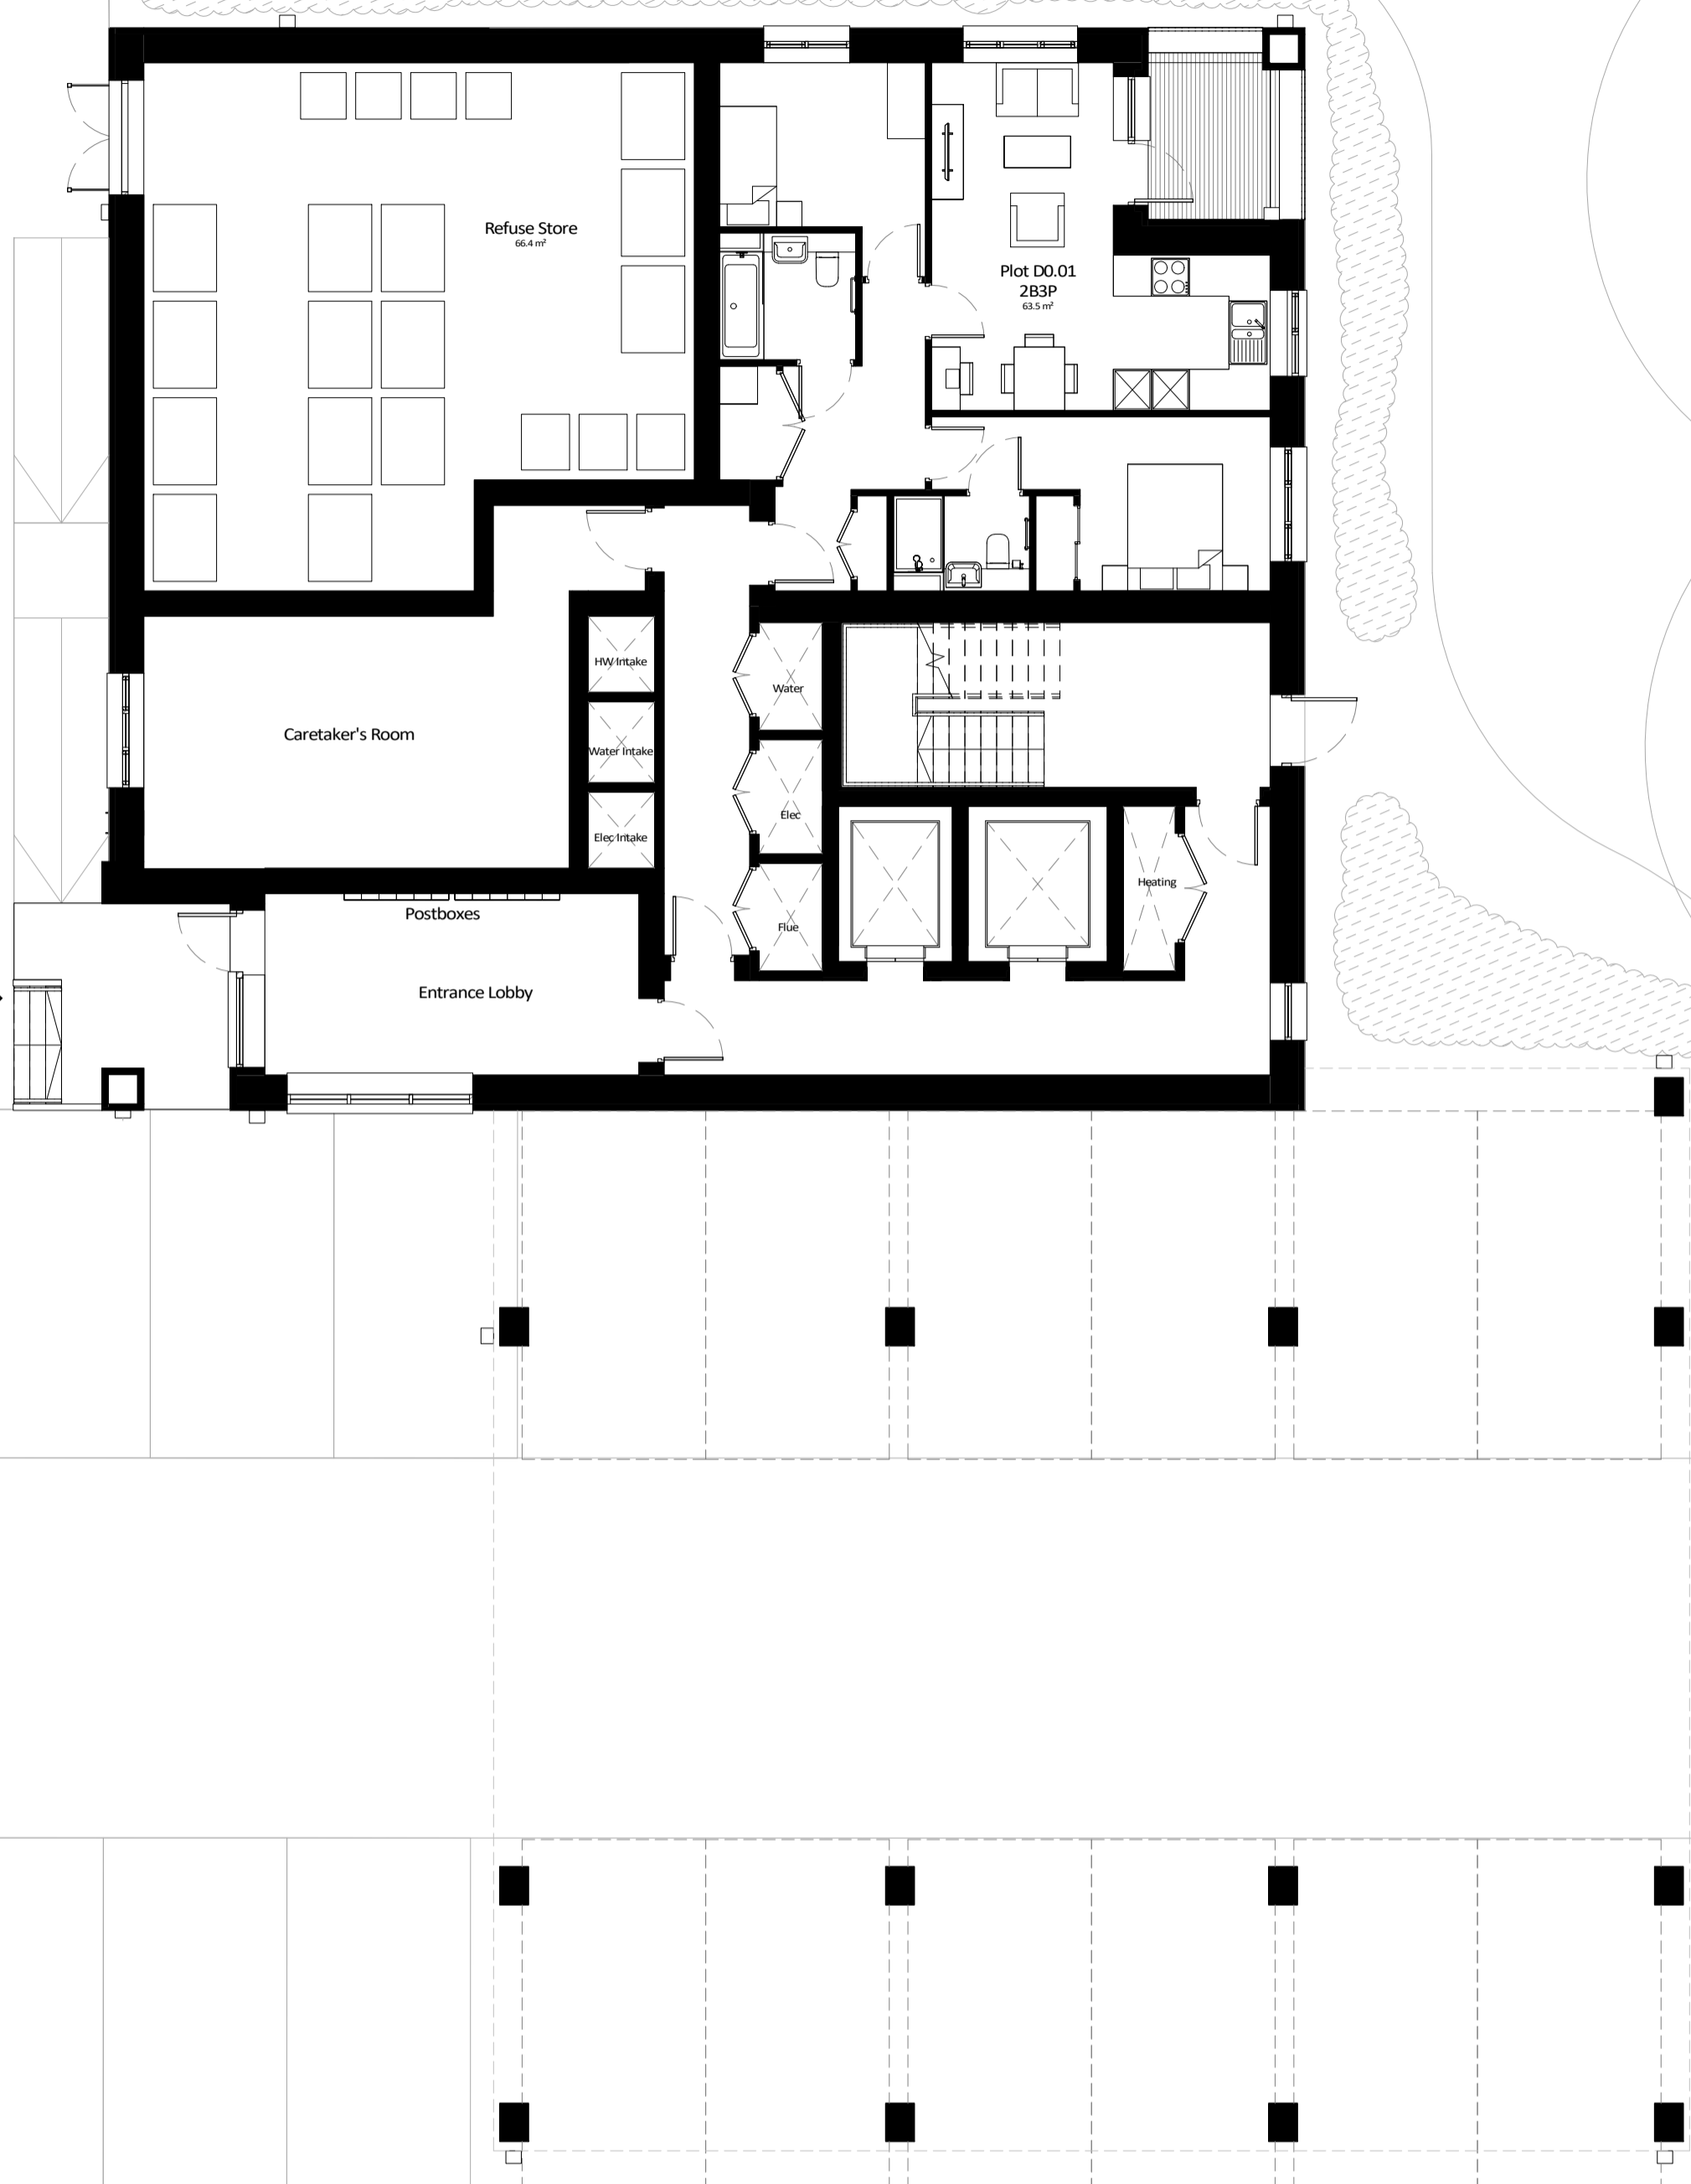 Refuse Store
66.4 m²
Plot D0.01
2B3P
63.5 m²
HW Intake
Water
Caretaker's Room
Water Intake
Elec
Elec Intake
Heating
Postboxes
Flue
Entrance Lobby